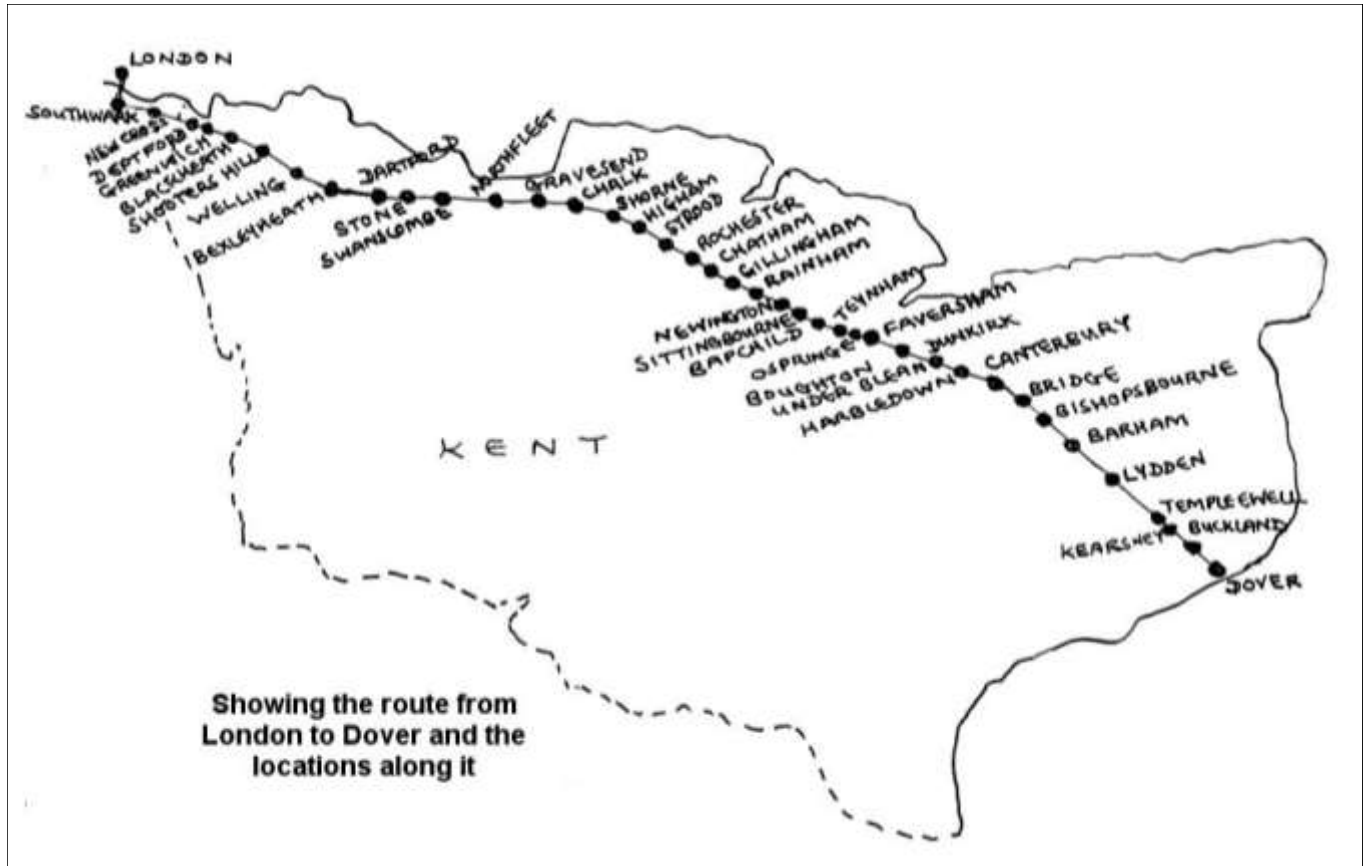 LONDON
SOUTHWARK
NEW CROSS
DEPTFORD
GREENWICH
BLACKHEATH
SHOOTERS HILL
WELLING
BEXLEYHEATH
DARTFORD
STONE
SWANSCOMBE
NORTHFLEET
GRAVESEND
CHALK
SHORNE
HIGHAM
STROOD
ROCHESTER
CHATHAM
GILLINGHAM
RAINHAM
NEWINGTON
SITTINGBOURNE
BAPCHILD
TEYNHAM
OSPRINGE
FAVERSHAM
BOUGHTON
UNDER BLEAN
DUNKIRK
HARBLEDOWN
CANTERBURY
BRIDGE
BISHOPSBOURNE
BARHAM
LYDDEN
TEMPLE EWELL
KEARSNEY
BUCKLAND
DOVER
KENT
Showing the route from
London to Dover and the
locations along it